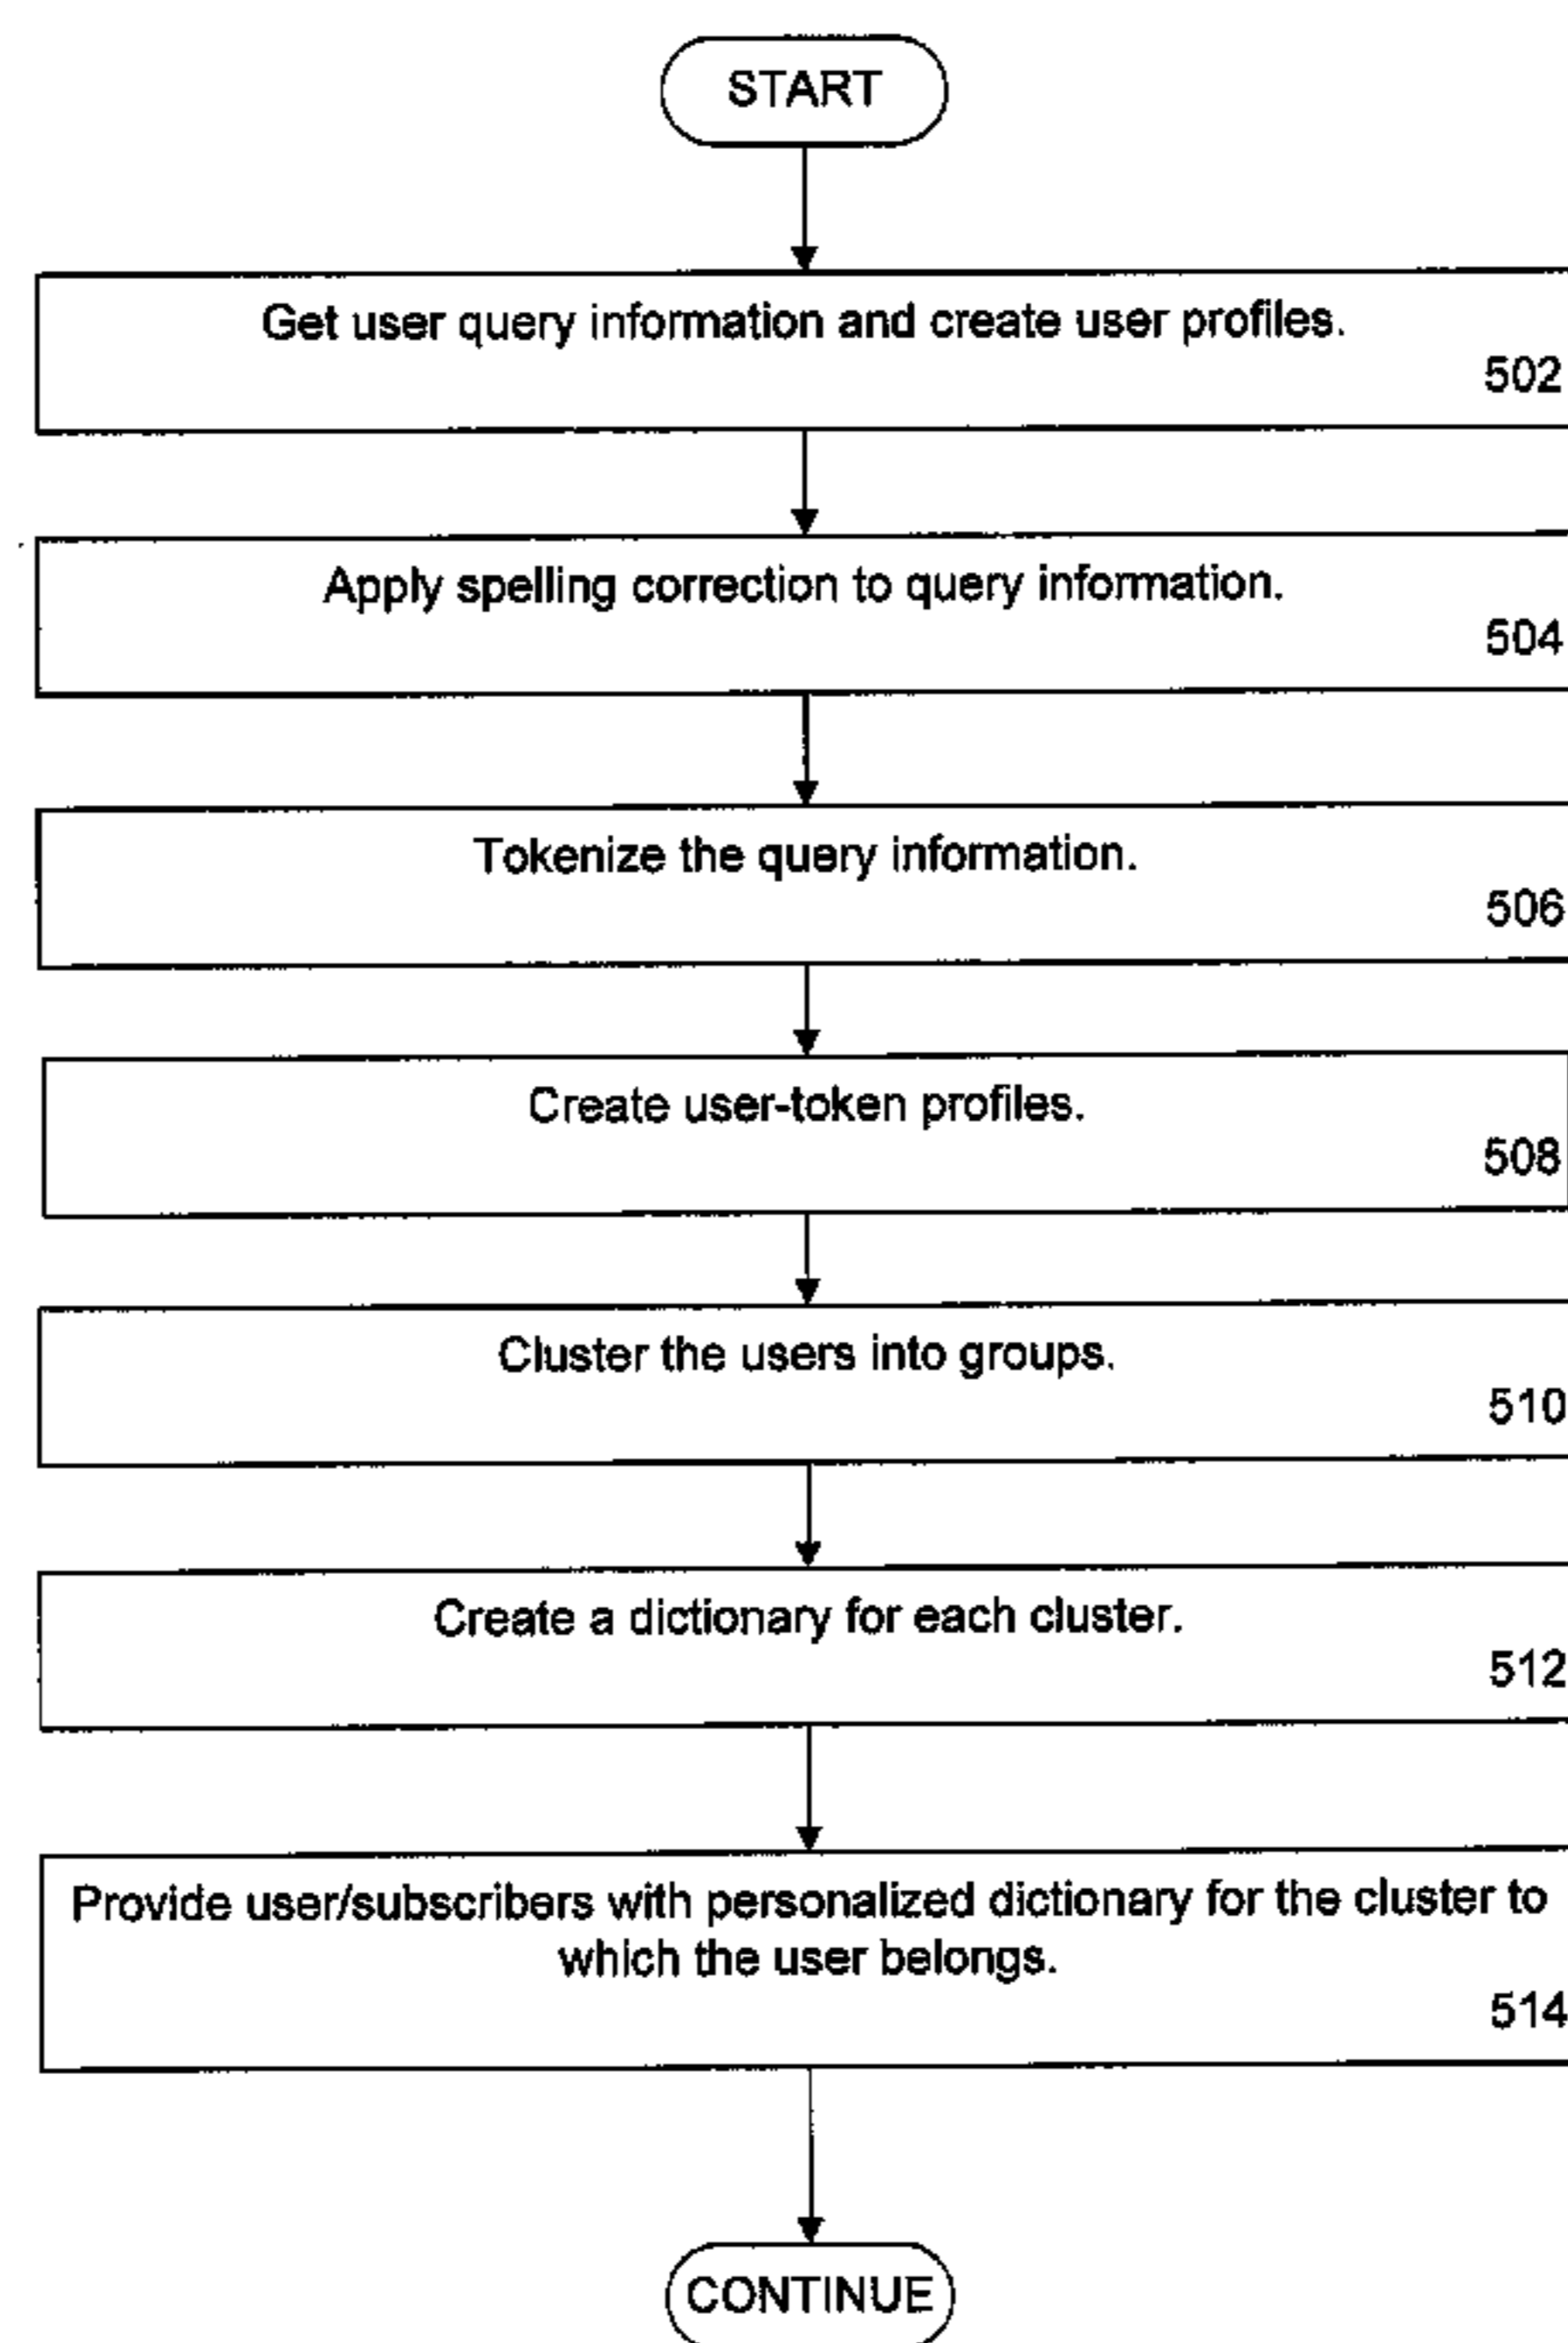 START
Get user query information and create user profiles.
502
Apply spelling correction to query information.
504
Tokenize the query information.
506
Create user-token profiles.
508
Cluster the users into groups.
510
Create a dictionary for each cluster.
512
Provide user/subscribers with personalized dictionary for the cluster to
which the user belongs.
514
CONTINUE